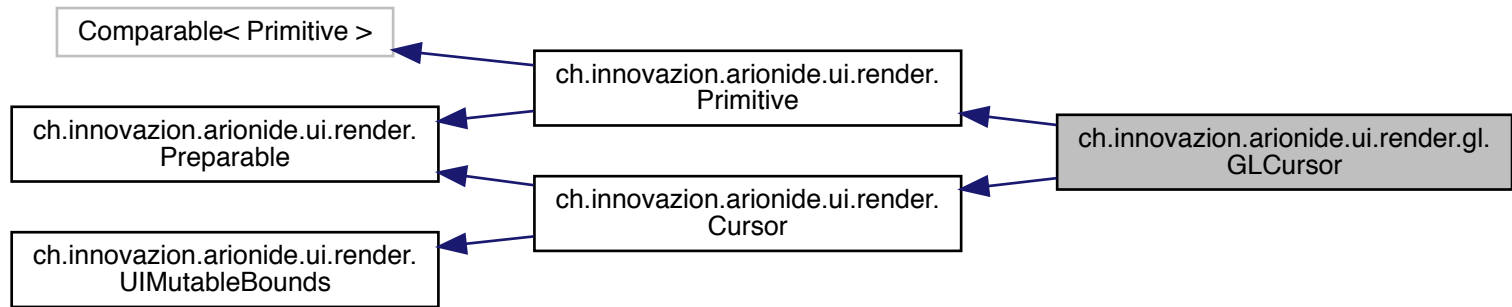 Comparable< Primitive >
ch.innovazion.arionide.ui.render.
Preparable
ch.innovazion.arionide.ui.render.
UIMutableBounds
ch.innovazion.arionide.ui.render.
Primitive
ch.innovazion.arionide.ui.render.
Cursor
ch.innovazion.arionide.ui.render.gl.
GLCursor